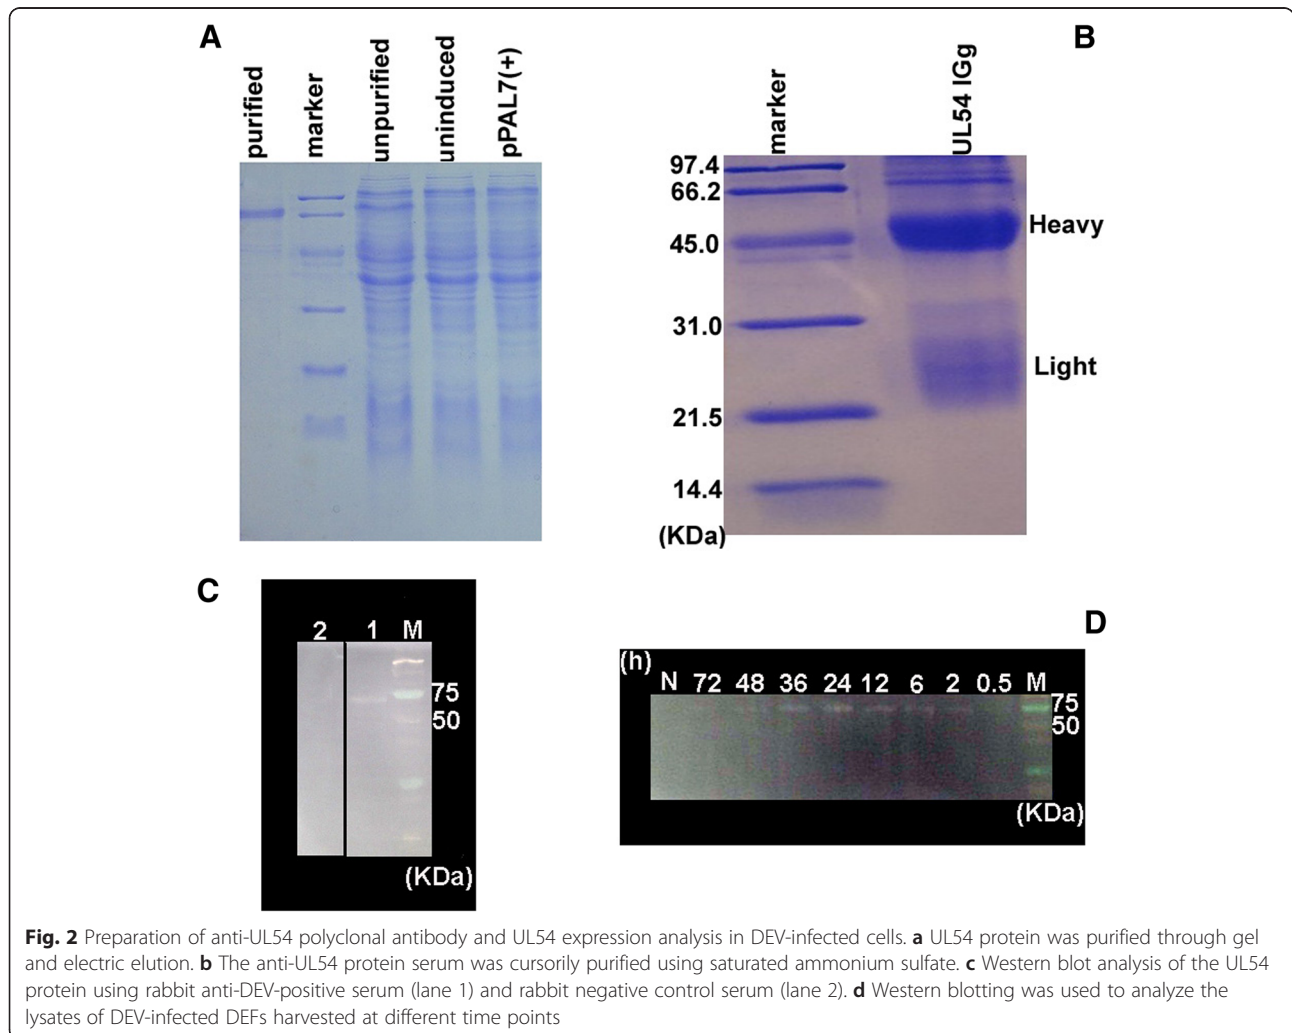 A
purified
marker
unpurified
uninduced
pPAL7(+)
B
marker
UL54 IGg
97.4
66.2
45.0
31.0
21.5
14.4
(KDa)
Heavy
Light
C
2 1 M
75
50
(KDa)
D
(h)
N 72 48 36 24 12 6 2 0.5 M
75
50
(KDa)
Fig. 2 Preparation of anti-UL54 polyclonal antibody and UL54 expression analysis in DEV-infected cells. a UL54 protein was purified through gel
and electric elution. b The anti-UL54 protein serum was cursorily purified using saturated ammonium sulfate. c Western blot analysis of the UL54
protein using rabbit anti-DEV-positive serum (lane 1) and rabbit negative control serum (lane 2). d Western blotting was used to analyze the
lysates of DEV-infected DEFs harvested at different time points